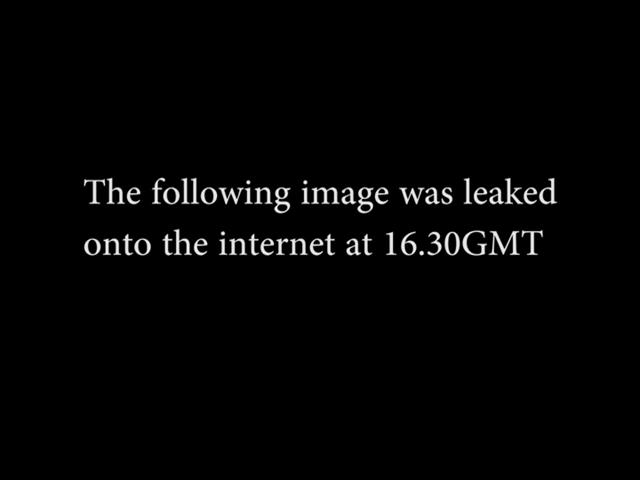 The following image was leaked
onto the internet at 16.30GMT